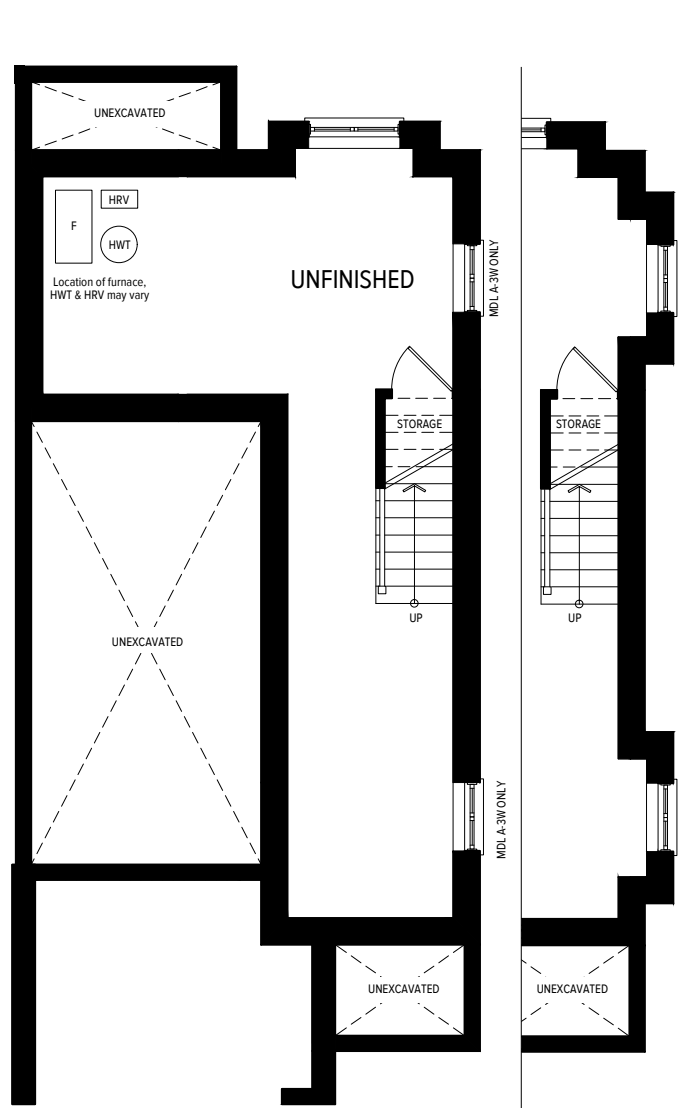 UNEXCAVATED
HRV
F
HWT
Location of furnace,
HWT & HRV may vary
UNFINISHED
MDL A-3W ONLY
STORAGE
STORAGE
UP
UP
UNEXCAVATED
MDL A-3W ONLY
UNEXCAVATED
UNEXCAVATED